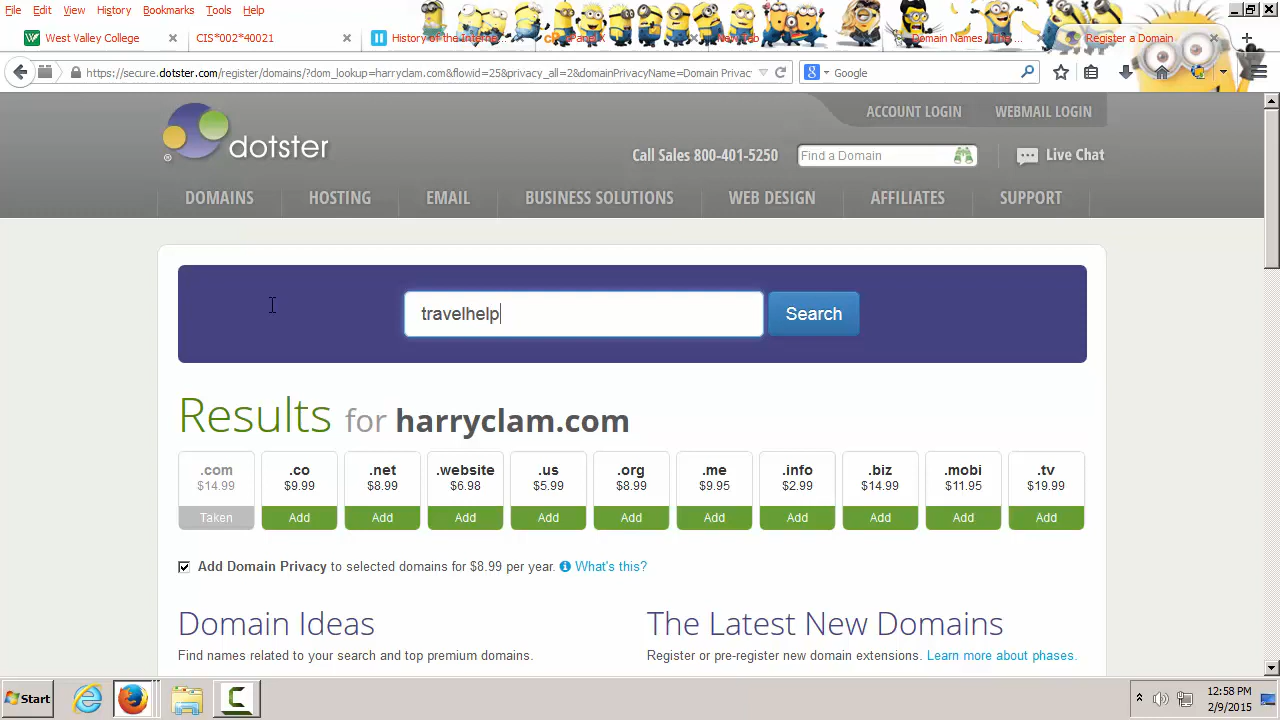 File Edit View History Bookmarks Tools Help
West Valley College
CIS*002*40021
History of the Interne...
cPanel X
New Tab
Domain Names | The ...
Register a Domain
https://secure.dotster.com/register/domains/?dom_lookup=harryclam.com&flowid=25&privacy_all=2&domainPrivacyName=Domain Privac
Google
ACCOUNT LOGIN WEBMAIL LOGIN
dotster
Call Sales 800-401-5250
Find a Domain
Live Chat
DOMAINS HOSTING EMAIL BUSINESS SOLUTIONS WEB DESIGN AFFILIATES SUPPORT
travelhelp
Search
Results for harryclam.com
.com .co .net .website .us .org .me .info .biz .mobi .tv
$14.99 $9.99 $8.99 $6.98 $5.99 $8.99 $9.95 $2.99 $14.99 $11.95 $19.99
Taken Add Add Add Add Add Add Add Add Add Add
Add Domain Privacy to selected domains for $8.99 per year. What's this?
Domain Ideas
Find names related to your search and top premium domains.
The Latest New Domains
Register or pre-register new domain extensions. Learn more about phases.
Start
12:58 PM
2/9/2015